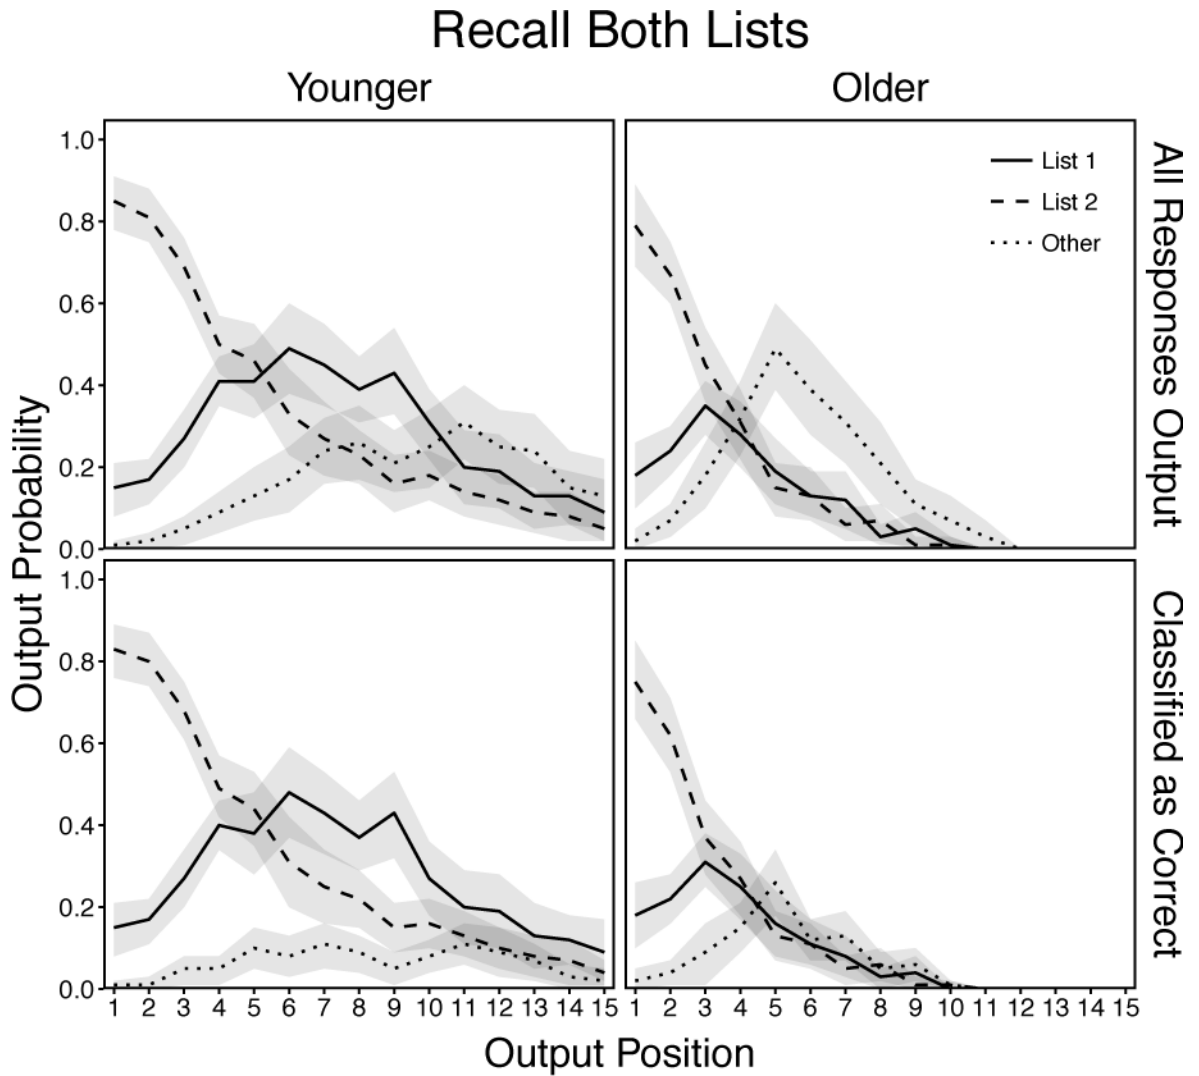 Recall Both Lists
Younger
Older
All Responses Output
Classified as Correct
Output Probability
1.0
0.8
0.6
0.4
0.2
0.0
List 1
List 2
Other
1.0
0.8
0.6
0.4
0.2
0.0
1 2 3 4 5 6 7 8 9 10 11 12 13 14 15
1 2 3 4 5 6 7 8 9 10 11 12 13 14 15
Output Position